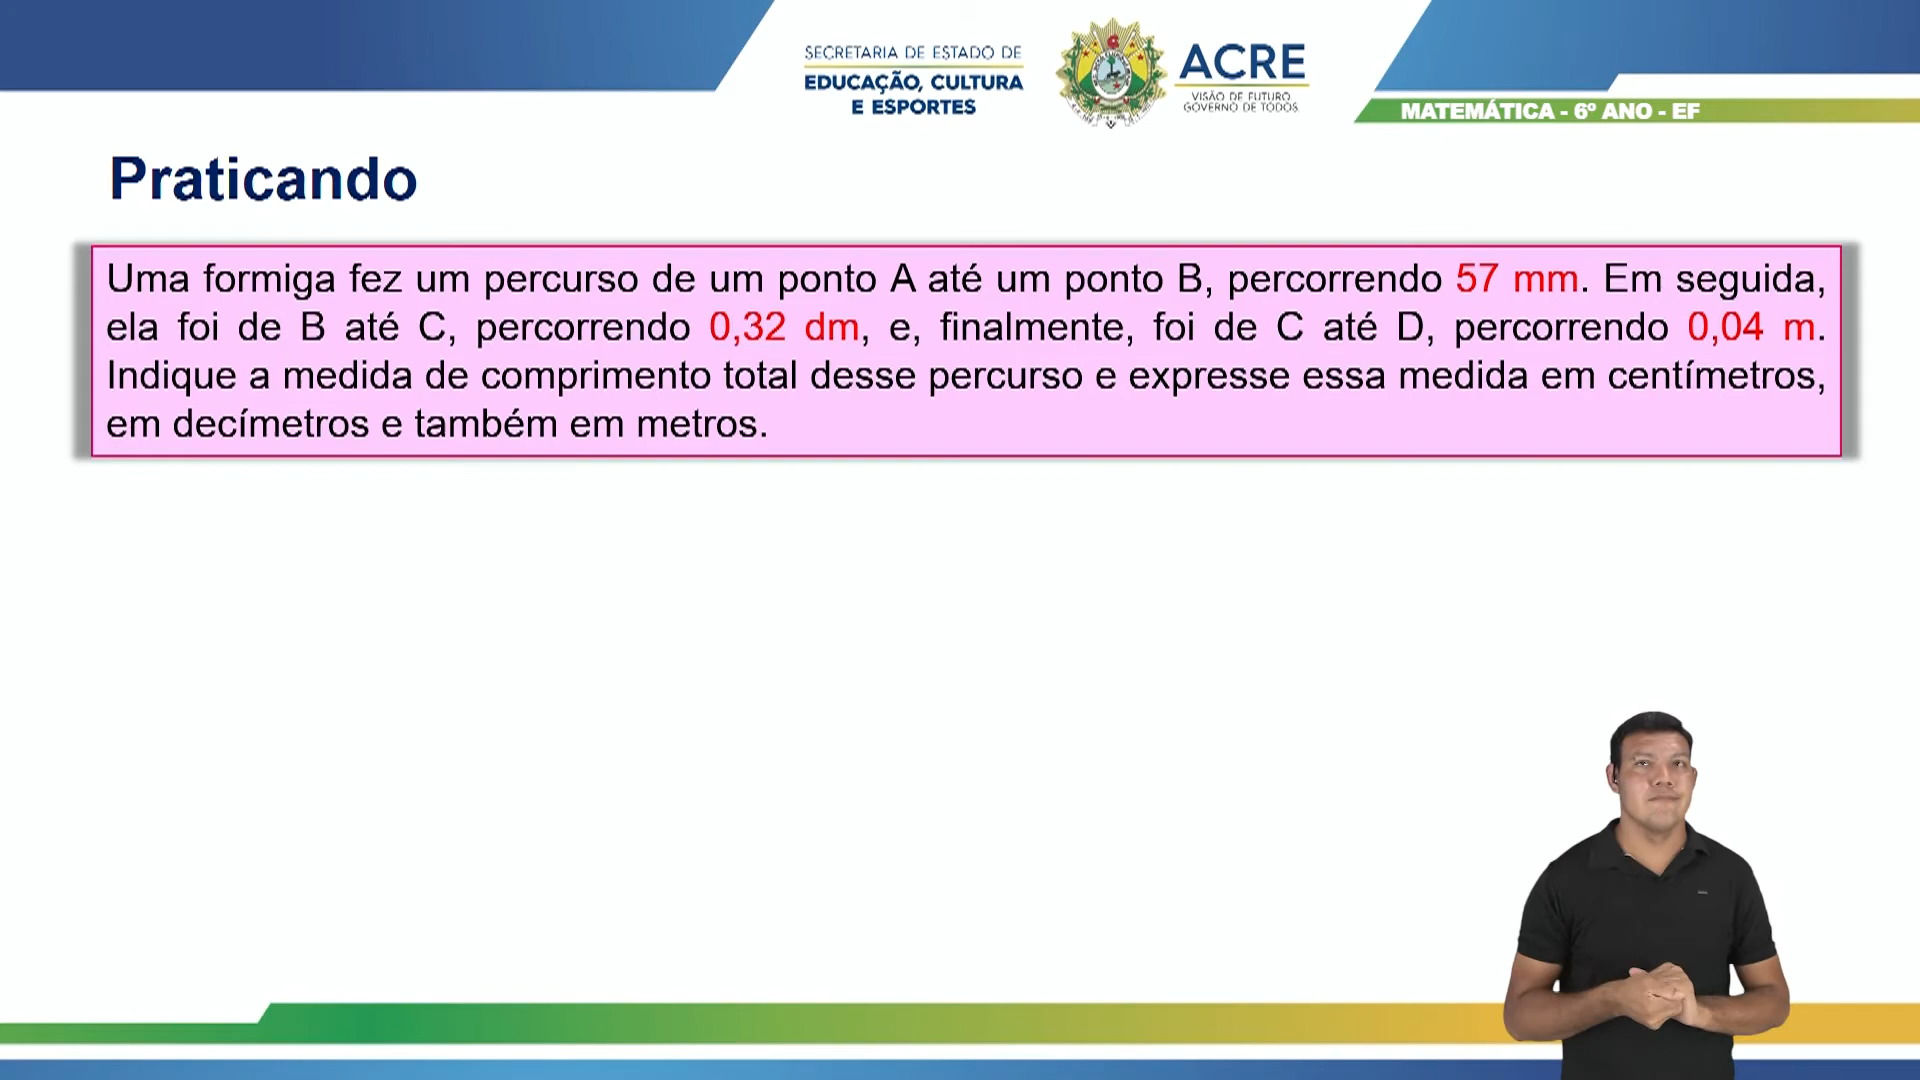 SECRETARIA DE ESTADO DE
EDUCAÇÃO, CULTURA
E ESPORTES
ACRE
VISÃO DE FUTURO.
GOVERNO DE TODOS.
MATEMÁTICA - 6º ANO - EF
Praticando
Uma formiga fez um percurso de um ponto A até um ponto B, percorrendo 57 mm. Em seguida,
ela foi de B até C, percorrendo 0,32 dm, e, finalmente, foi de C até D, percorrendo 0,04 m.
Indique a medida de comprimento total desse percurso e expresse essa medida em centímetros,
em decímetros e também em metros.